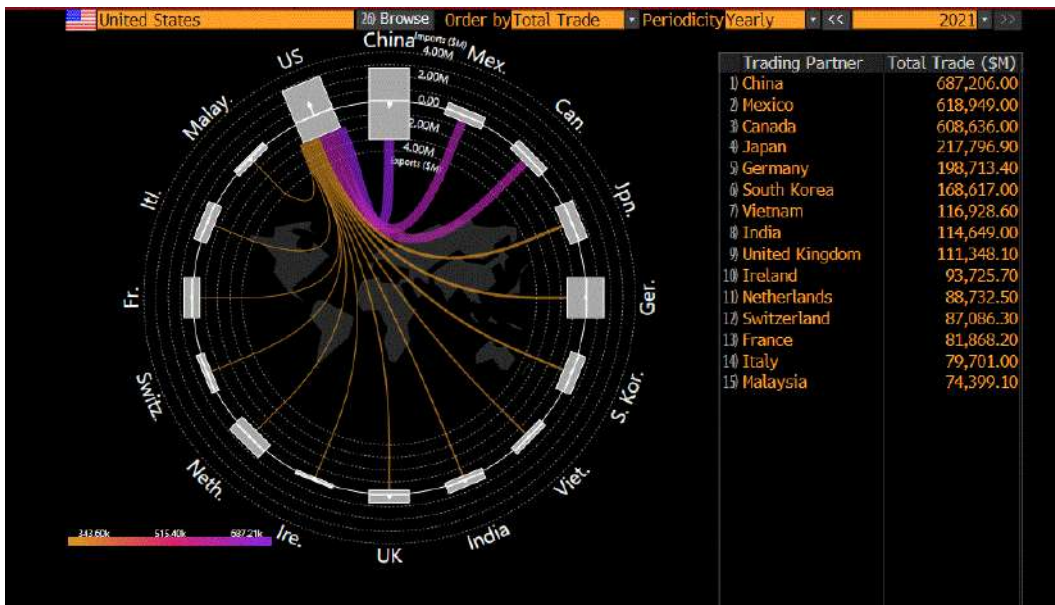 United States 20) Browse Order by Total Trade Periodicity Yearly << 2021 >>
China
Imports ($M)
4.00M
2.00M
0.00
2.00M
4.00M
Exports ($M)
US
Mex.
Can.
Jpn.
Ger.
S. Kor.
Viet.
India
UK
Ire.
Neth.
Switz.
Fr.
Itl.
Malay.
343.60k 515.40k 687.21k
Trading Partner Total Trade ($M)
1) China 687,206.00
2) Mexico 618,949.00
3) Canada 608,636.00
4) Japan 217,796.90
5) Germany 198,713.40
6) South Korea 168,617.00
7) Vietnam 116,928.60
8) India 114,649.00
9) United Kingdom 111,348.10
10) Ireland 93,725.70
11) Netherlands 88,732.50
12) Switzerland 87,086.30
13) France 81,868.20
14) Italy 79,701.00
15) Malaysia 74,399.10